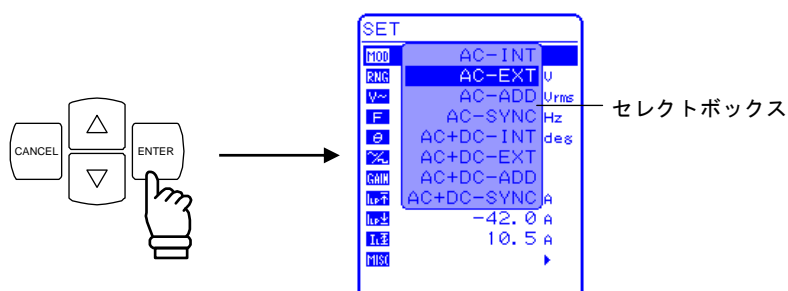 CANCEL
ENTER
SET
MOD AC-INT
RNG AC-EXT V
V~ AC-ADD Vrms
F AC-SYNC Hz
θ AC+DC-INT deg
AC+DC-EXT
GAIN AC+DC-ADD
AC+DC-SYNC A
-42.0 A
10.5 A
MISC
セレクトボックス